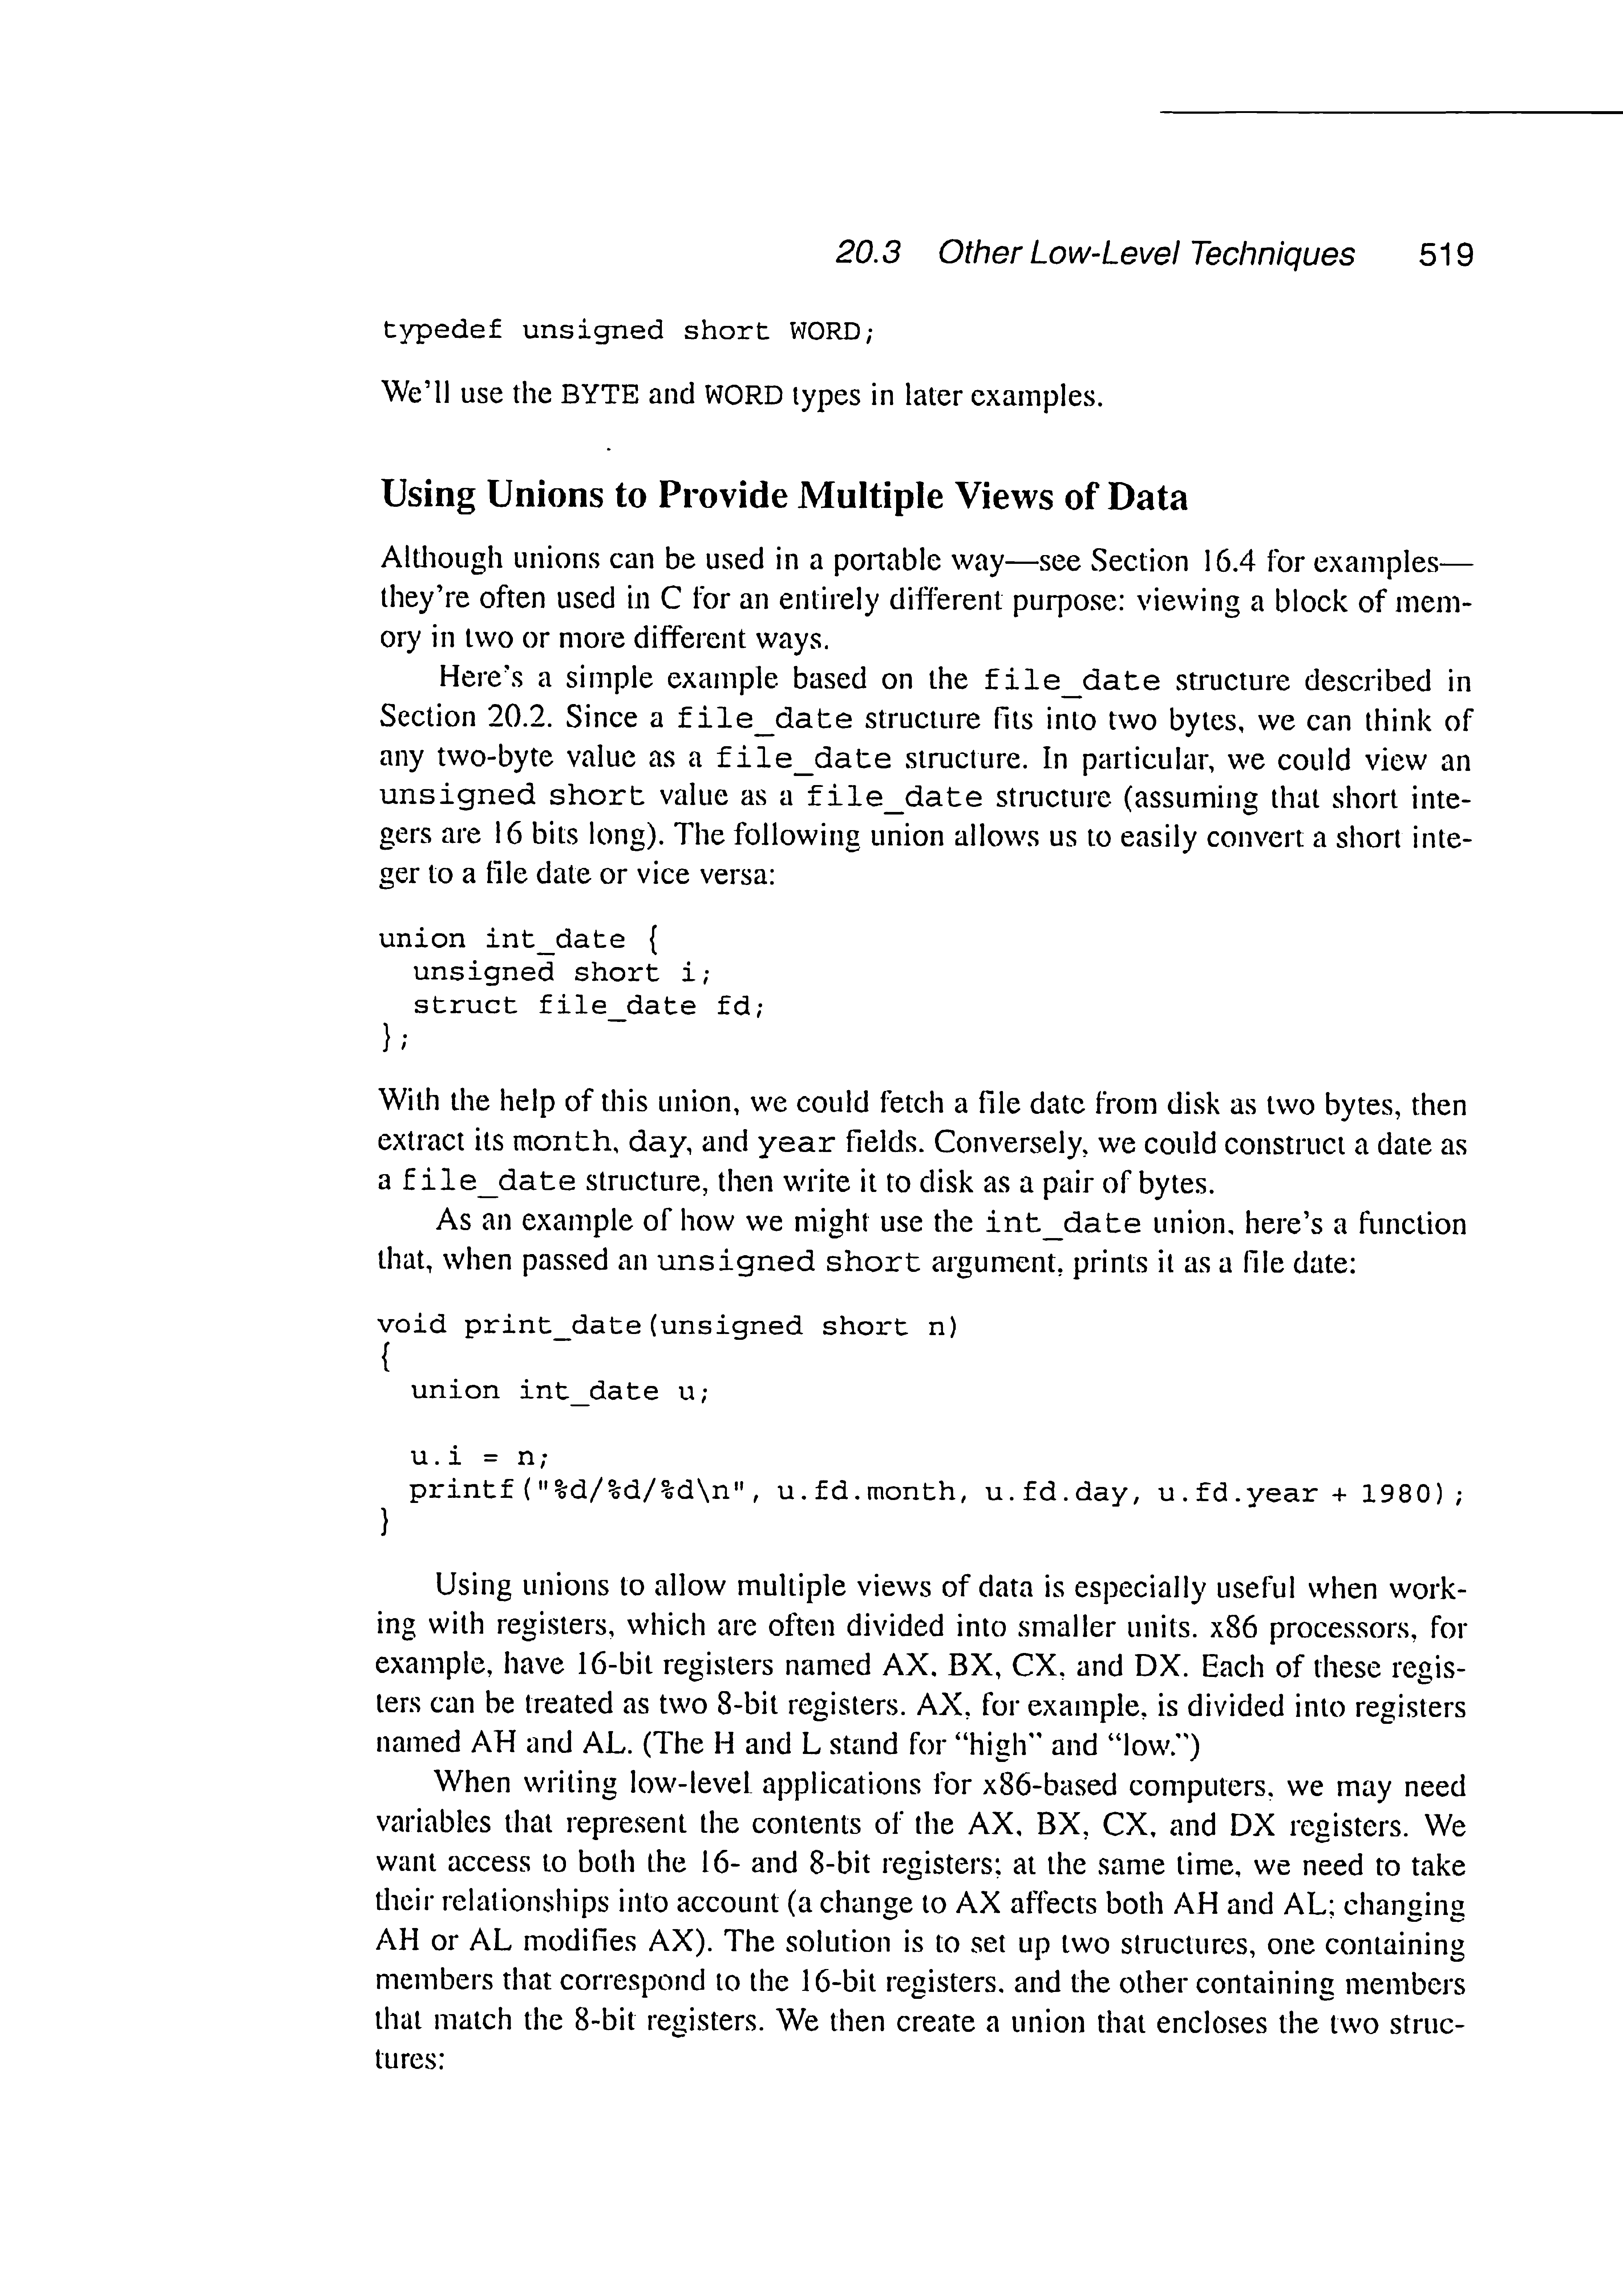 20.3 Other Low-Level Techniques 519
typedef unsigned short WORD;
We'll use the BYTE and WORD types in later examples.
Using Unions to Provide Multiple Views of Data
Although unions can be used in a portable way—see Section 16.4 for examples—
they're often used in C for an entirely different purpose: viewing a block of mem-
ory in two or more different ways.
Here's a simple example based on the file_date structure described in
Section 20.2. Since a file_date structure fits into two bytes, we can think of
any two-byte value as a file_date structure. In particular, we could view an
unsigned short value as a file_date structure (assuming that short inte-
gers are 16 bits long). The following union allows us to easily convert a short inte-
ger to a file date or vice versa:
union int_date {
  unsigned short i;
  struct file_date fd;
};
With the help of this union, we could fetch a file date from disk as two bytes, then
extract its month, day, and year fields. Conversely, we could construct a date as
a file_date structure, then write it to disk as a pair of bytes.
As an example of how we might use the int_date union, here's a function
that, when passed an unsigned short argument, prints it as a file date:
void print_date(unsigned short n)
{
  union int_date u;
  u.i = n;
  printf("%d/%d/%d\n", u.fd.month, u.fd.day, u.fd.year + 1980);
}
Using unions to allow multiple views of data is especially useful when work-
ing with registers, which are often divided into smaller units. x86 processors, for
example, have 16-bit registers named AX, BX, CX, and DX. Each of these regis-
ters can be treated as two 8-bit registers. AX, for example, is divided into registers
named AH and AL. (The H and L stand for "high" and "low.")
When writing low-level applications for x86-based computers, we may need
variables that represent the contents of the AX, BX, CX, and DX registers. We
want access to both the 16- and 8-bit registers; at the same time, we need to take
their relationships into account (a change to AX affects both AH and AL; changing
AH or AL modifies AX). The solution is to set up two structures, one containing
members that correspond to the 16-bit registers, and the other containing members
that match the 8-bit registers. We then create a union that encloses the two struc-
tures: